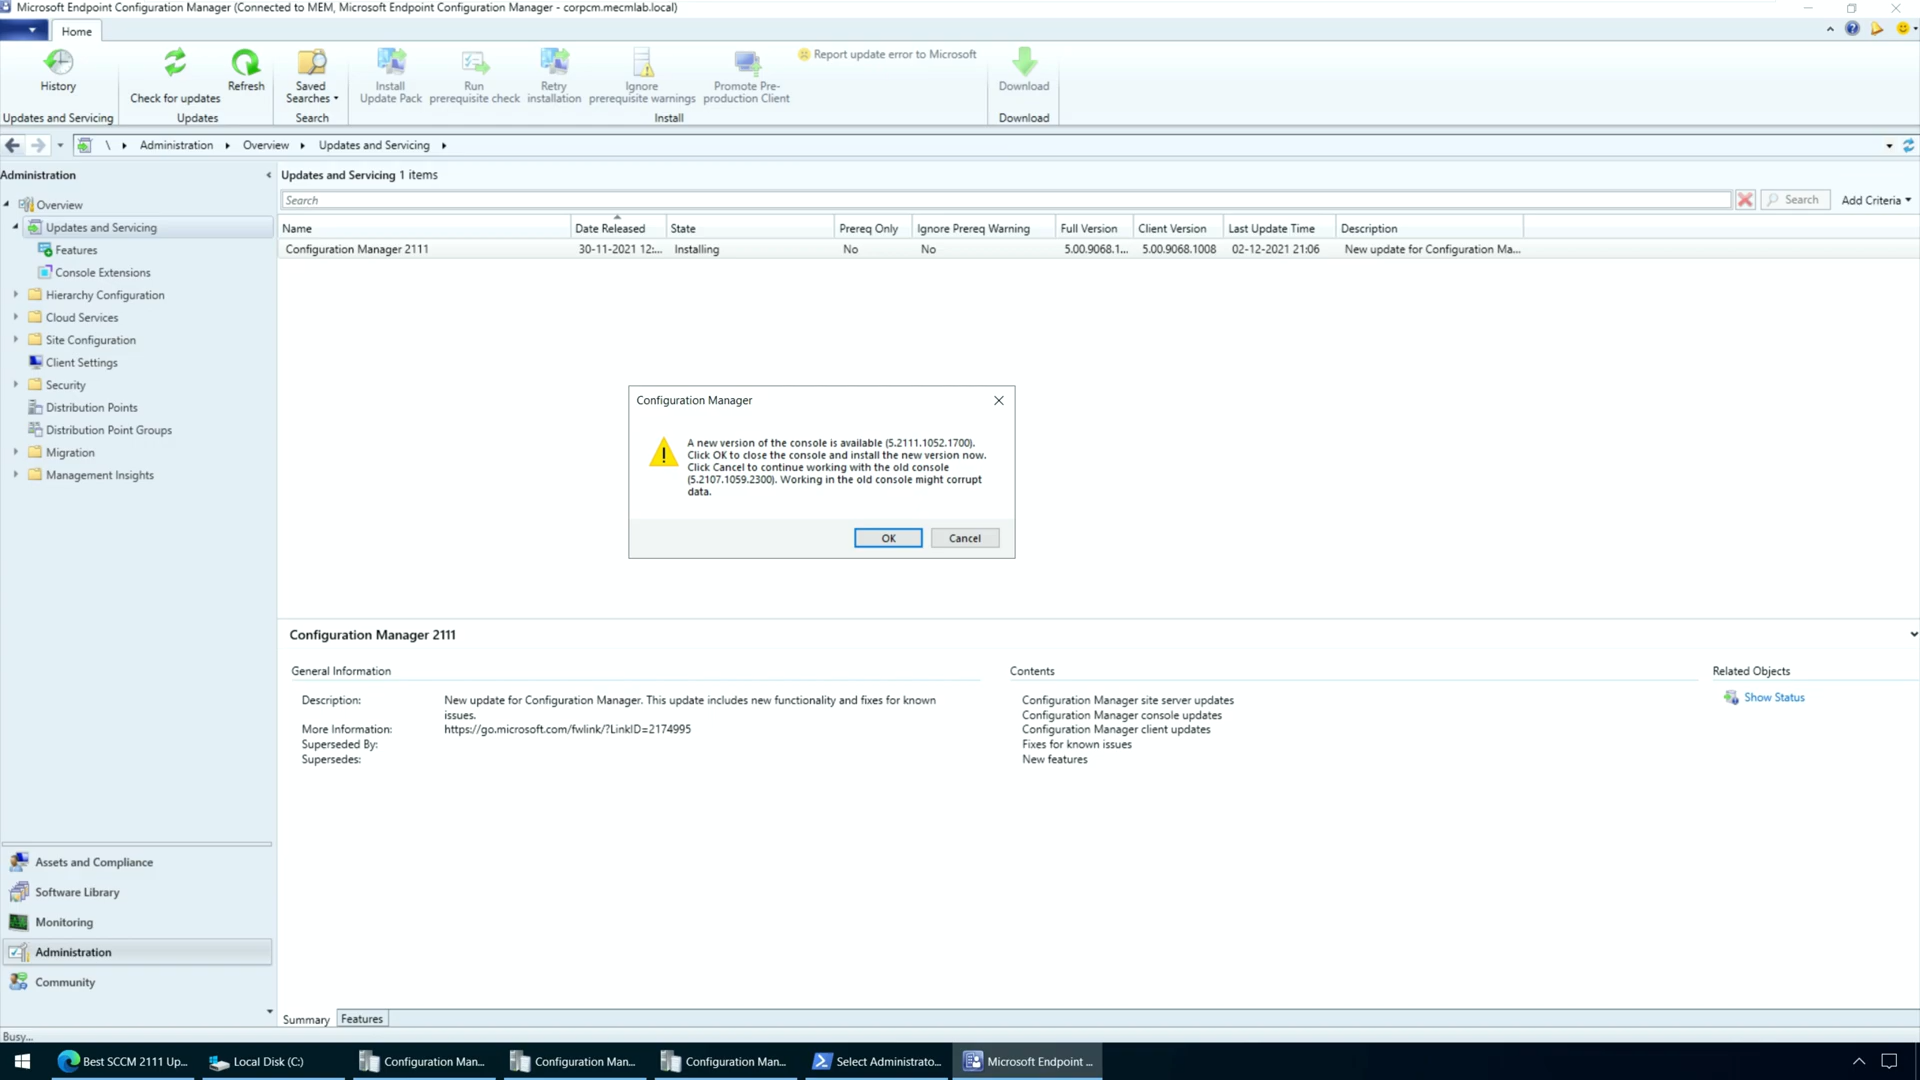 Microsoft Endpoint Configuration Manager (Connected to MEM, Microsoft Endpoint Configuration Manager - corpcm.mecmlab.local)
Home
History
Check for updates
Refresh
Saved Searches
Install Update Pack
Run prerequisite check
Retry installation
Ignore prerequisite warnings
Promote Pre-production Client
Report update error to Microsoft
Download
Updates and Servicing
Updates
Search
Install
Download
\ Administration Overview Updates and Servicing
Administration
Overview
Updates and Servicing
Features
Console Extensions
Hierarchy Configuration
Cloud Services
Site Configuration
Client Settings
Security
Distribution Points
Distribution Point Groups
Migration
Management Insights
Assets and Compliance
Software Library
Monitoring
Administration
Community
Updates and Servicing 1 items
Search
Search
Add Criteria
Name Date Released State Prereq Only Ignore Prereq Warning Full Version Client Version Last Update Time Description
Configuration Manager 2111 30-11-2021 12:... Installing No No 5.00.9068.1... 5.00.9068.1008 02-12-2021 21:06 New update for Configuration Ma...
Configuration Manager
A new version of the console is available (5.2111.1052.1700).
Click OK to close the console and install the new version now.
Click Cancel to continue working with the old console
(5.2107.1059.2300). Working in the old console might corrupt
data.
OK
Cancel
Configuration Manager 2111
General Information
Description: New update for Configuration Manager. This update includes new functionality and fixes for known
issues.
More Information: https://go.microsoft.com/fwlink/?LinkID=2174995
Superseded By:
Supersedes:
Contents
Configuration Manager site server updates
Configuration Manager console updates
Configuration Manager client updates
Fixes for known issues
New features
Related Objects
Show Status
Summary
Features
Busy...
Best SCCM 2111 Up...
Local Disk (C:)
Configuration Man...
Configuration Man...
Configuration Man...
Select Administrato...
Microsoft Endpoint ...